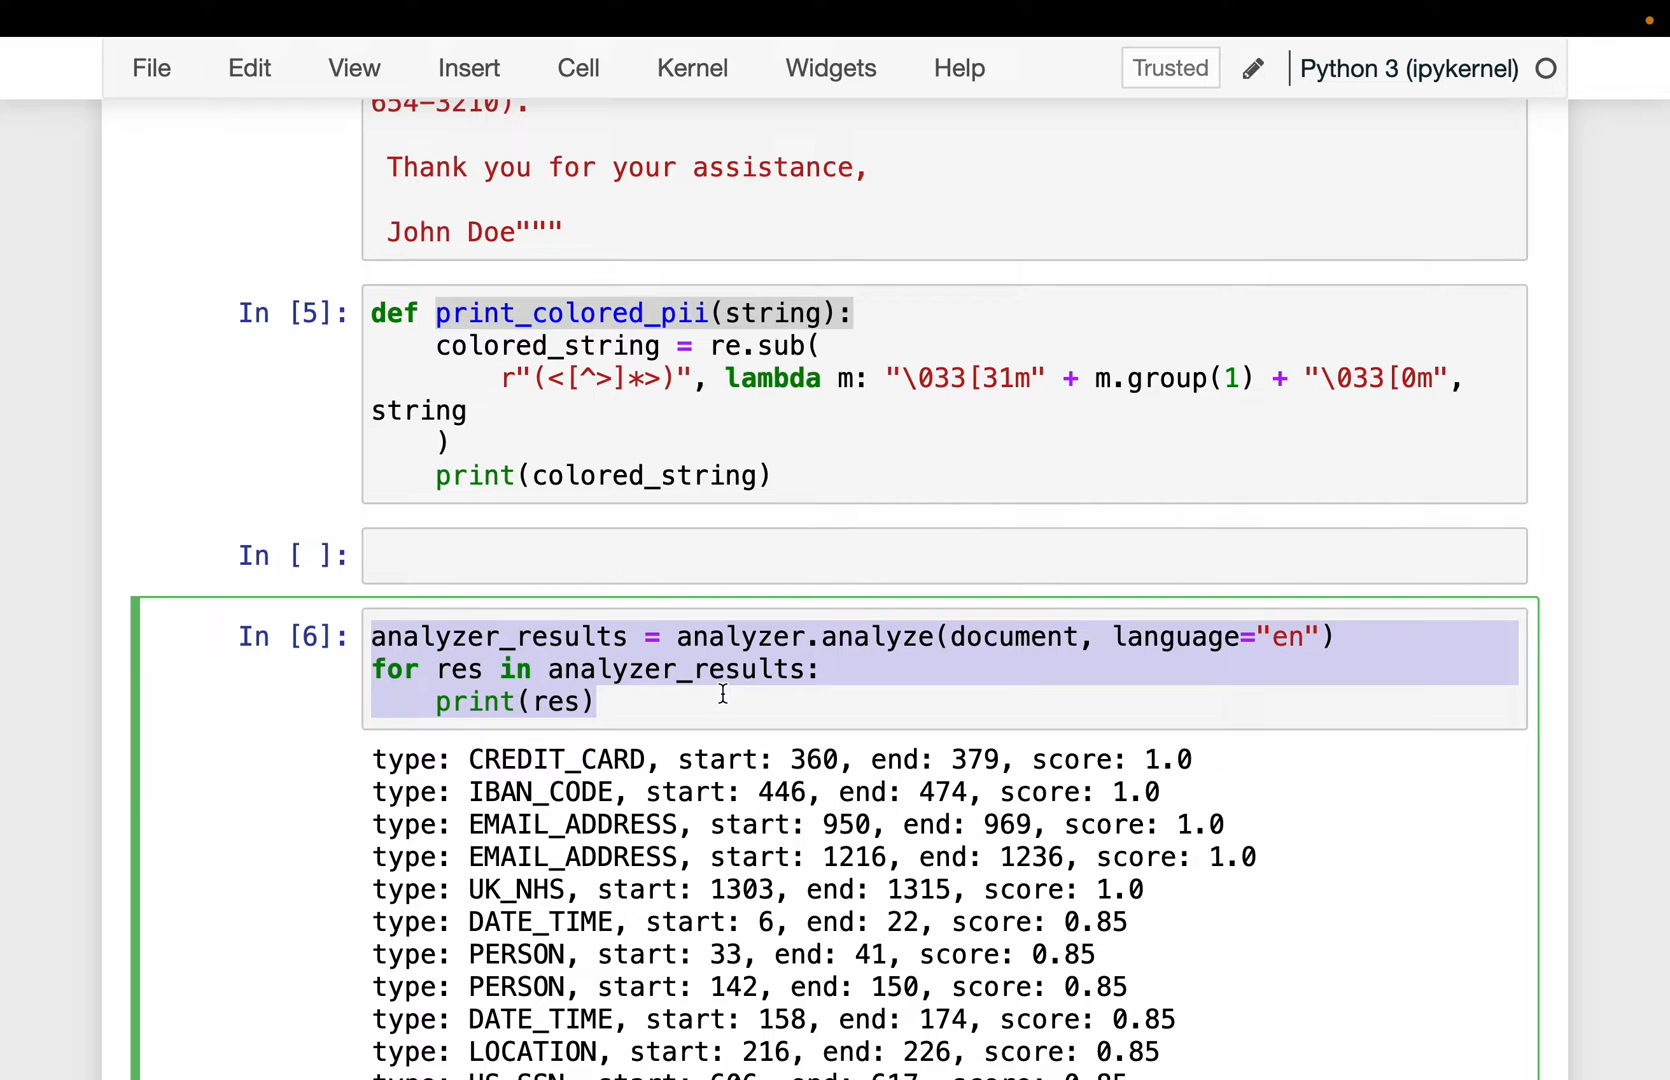 File Edit View Insert Cell Kernel Widgets Help Trusted Python 3 (ipykernel)
654-3210).
Thank you for your assistance,
John Doe"""
In [5]: def print_colored_pii(string):
colored_string = re.sub(
r"(<[^>]*>)", lambda m: "\033[31m" + m.group(1) + "\033[0m",
string
)
print(colored_string)
In [ ]:
In [6]: analyzer_results = analyzer.analyze(document, language="en")
for res in analyzer_results:
print(res)
type: CREDIT_CARD, start: 360, end: 379, score: 1.0
type: IBAN_CODE, start: 446, end: 474, score: 1.0
type: EMAIL_ADDRESS, start: 950, end: 969, score: 1.0
type: EMAIL_ADDRESS, start: 1216, end: 1236, score: 1.0
type: UK_NHS, start: 1303, end: 1315, score: 1.0
type: DATE_TIME, start: 6, end: 22, score: 0.85
type: PERSON, start: 33, end: 41, score: 0.85
type: PERSON, start: 142, end: 150, score: 0.85
type: DATE_TIME, start: 158, end: 174, score: 0.85
type: LOCATION, start: 216, end: 226, score: 0.85